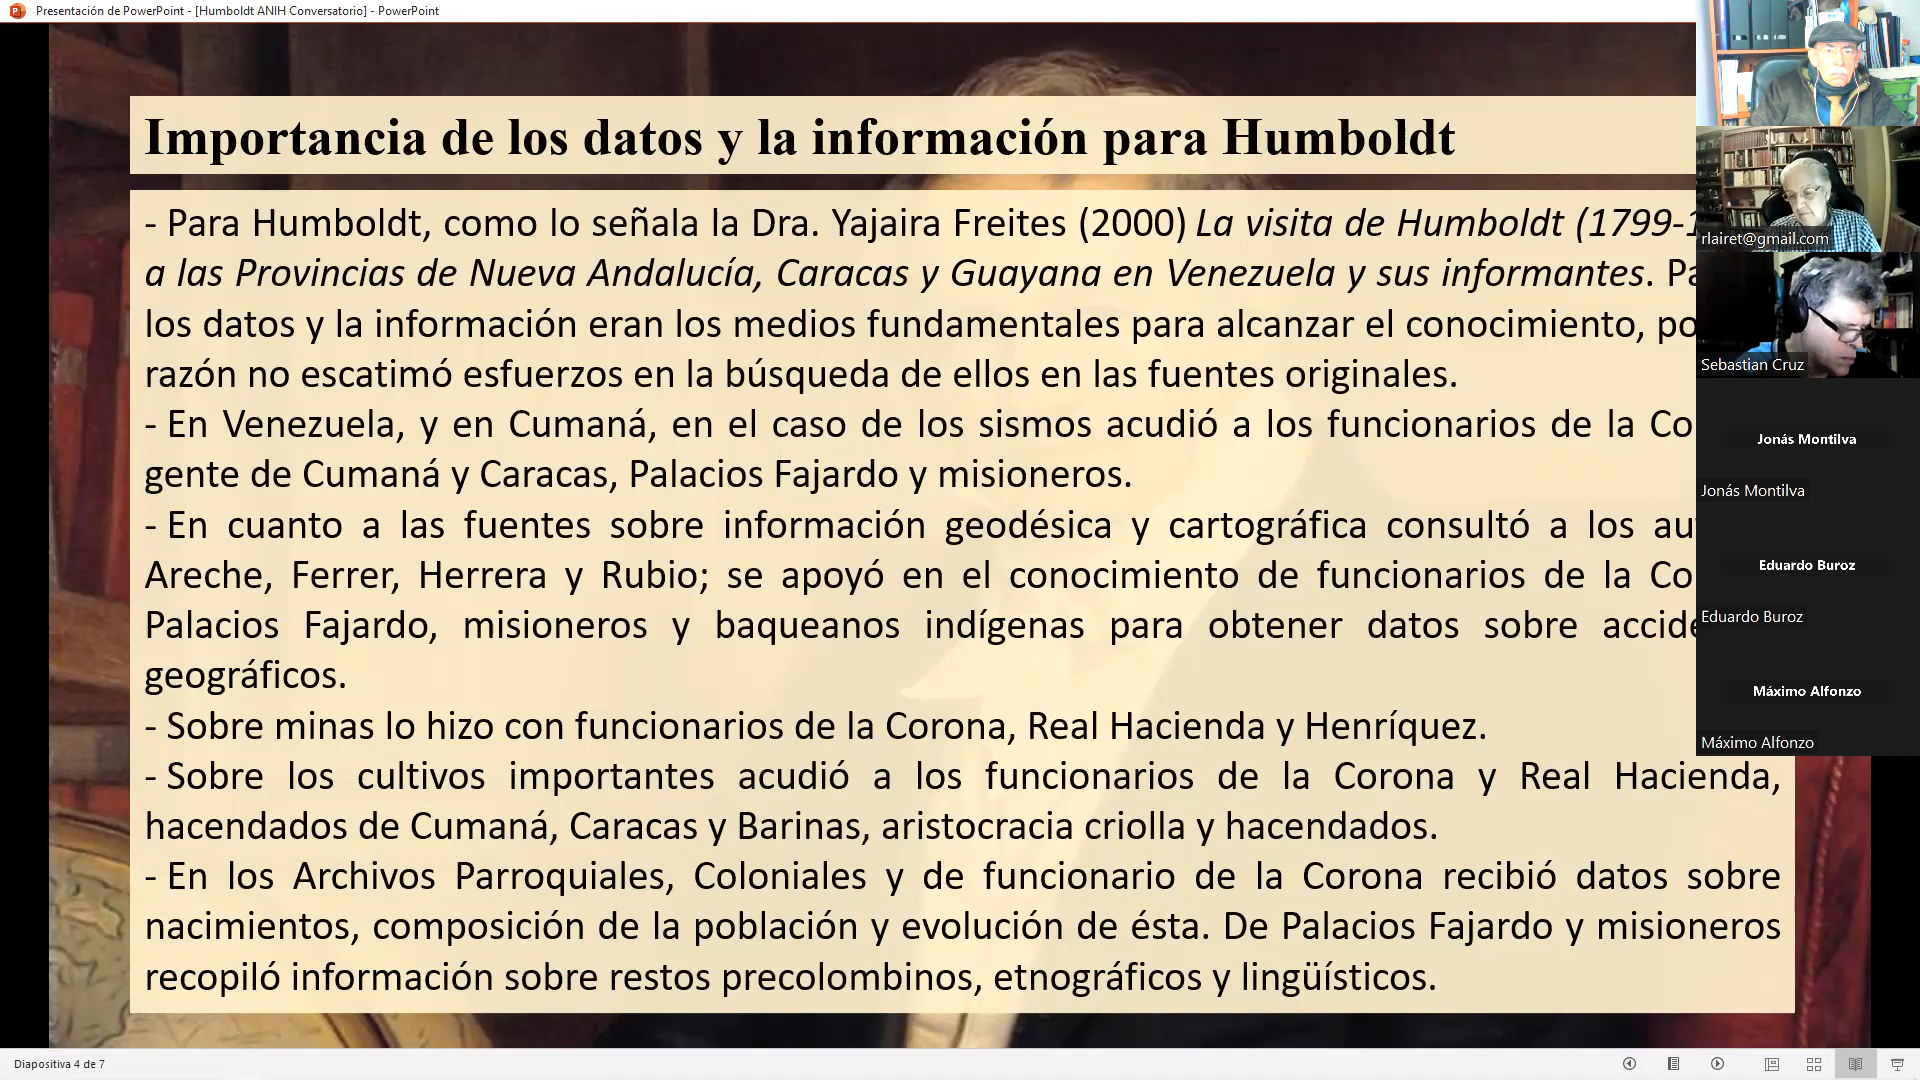 Presentación de PowerPoint - [Humboldt ANIH Conversatorio] - PowerPoint
Importancia de los datos y la información para Humboldt
- Para Humboldt, como lo señala la Dra. Yajaira Freites (2000) La visita de Humboldt
a las Provincias de Nueva Andalucía, Caracas y Guayana en Venezuela y sus informantes.
los datos y la información eran los medios fundamentales para alcanzar el conocimiento,
razón no escatimó esfuerzos en la búsqueda de ellos en las fuentes originales.
- En Venezuela, y en Cumaná, en el caso de los sismos acudió a los funcionarios de la
gente de Cumaná y Caracas, Palacios Fajardo y misioneros.
- En cuanto a las fuentes sobre información geodésica y cartográfica consultó a los
Areche, Ferrer, Herrera y Rubio; se apoyó en el conocimiento de funcionarios de la
Palacios Fajardo, misioneros y baqueanos indígenas para obtener datos sobre
geográficos.
- Sobre minas lo hizo con funcionarios de la Corona, Real Hacienda y Henríquez.
- Sobre los cultivos importantes acudió a los funcionarios de la Corona y Real Hacienda,
hacendados de Cumaná, Caracas y Barinas, aristocracia criolla y hacendados.
- En los Archivos Parroquiales, Coloniales y de funcionario de la Corona recibió datos sobre
nacimientos, composición de la población y evolución de ésta. De Palacios Fajardo y misioneros
recopiló información sobre restos precolombinos, etnográficos y lingüísticos.
rlairet@gmail.com
Sebastian Cruz
Jonás Montilva
Jonás Montilva
Eduardo Buroz
Eduardo Buroz
Máximo Alfonzo
Máximo Alfonzo
Diapositiva 4 de 7